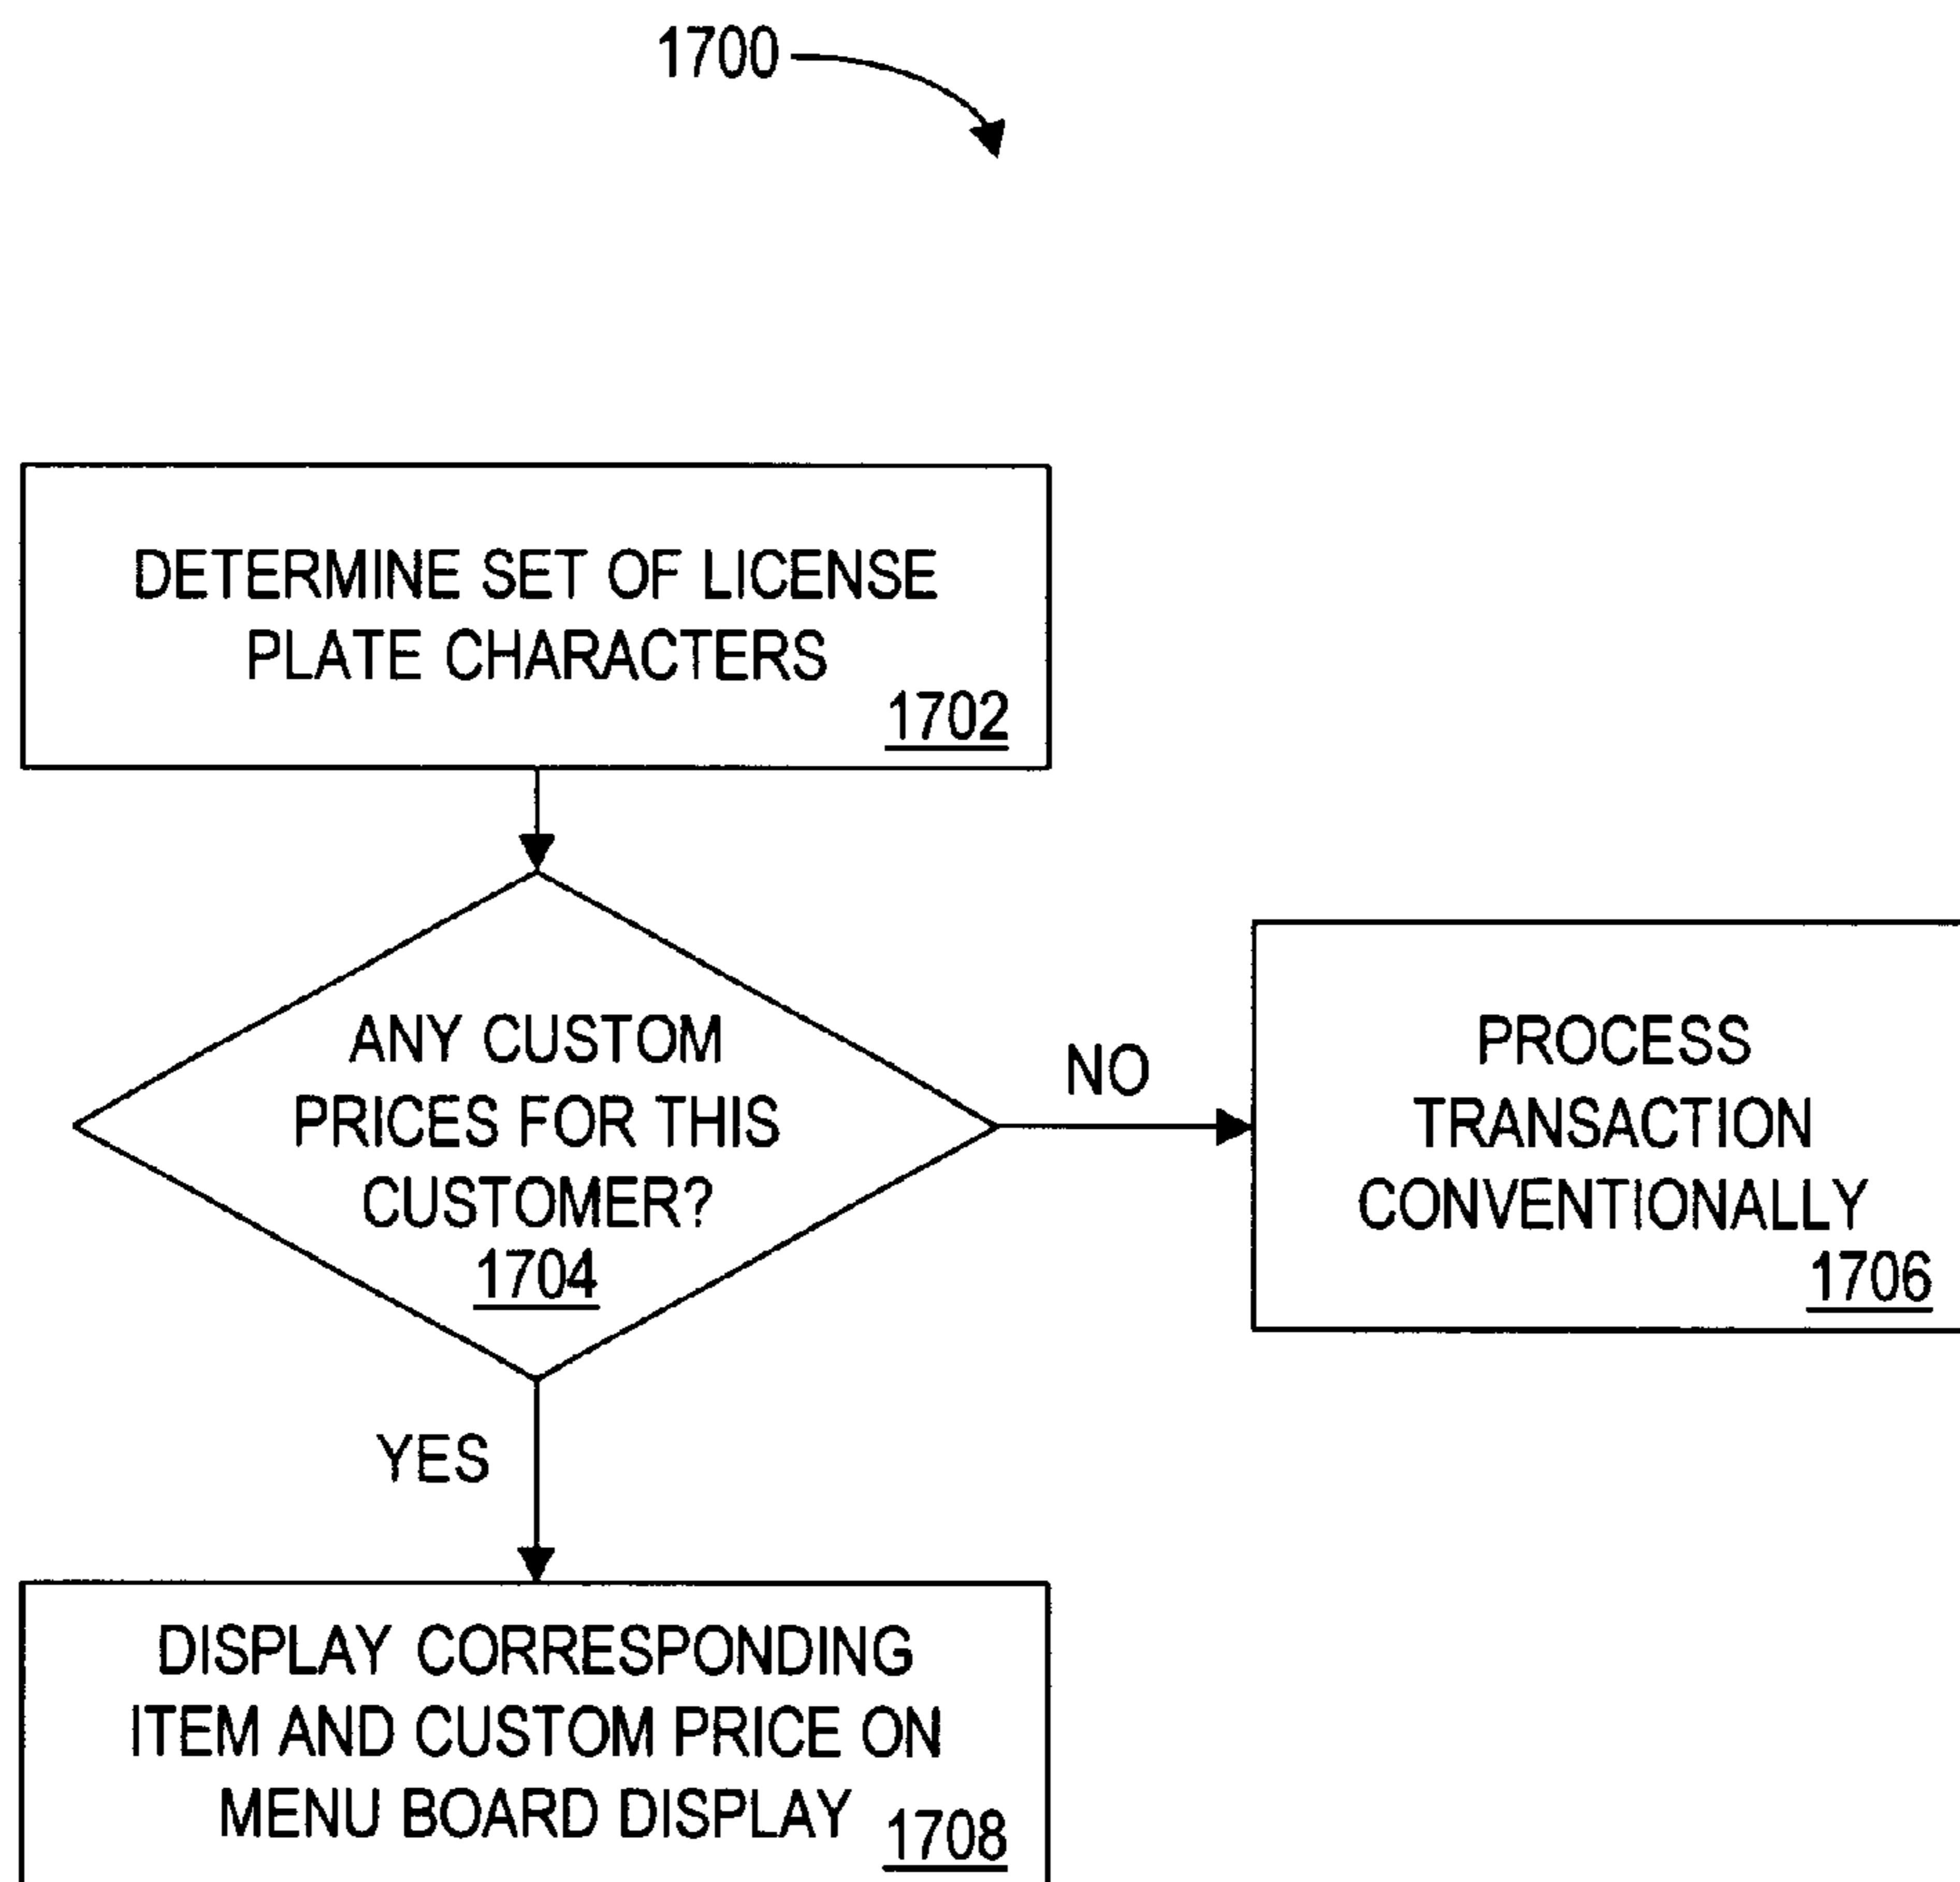 1700
DETERMINE SET OF LICENSE
PLATE CHARACTERS
1702
ANY CUSTOM
PRICES FOR THIS
CUSTOMER?
1704
NO
PROCESS
TRANSACTION
CONVENTIONALLY
1706
YES
DISPLAY CORRESPONDING
ITEM AND CUSTOM PRICE ON
MENU BOARD DISPLAY
1708